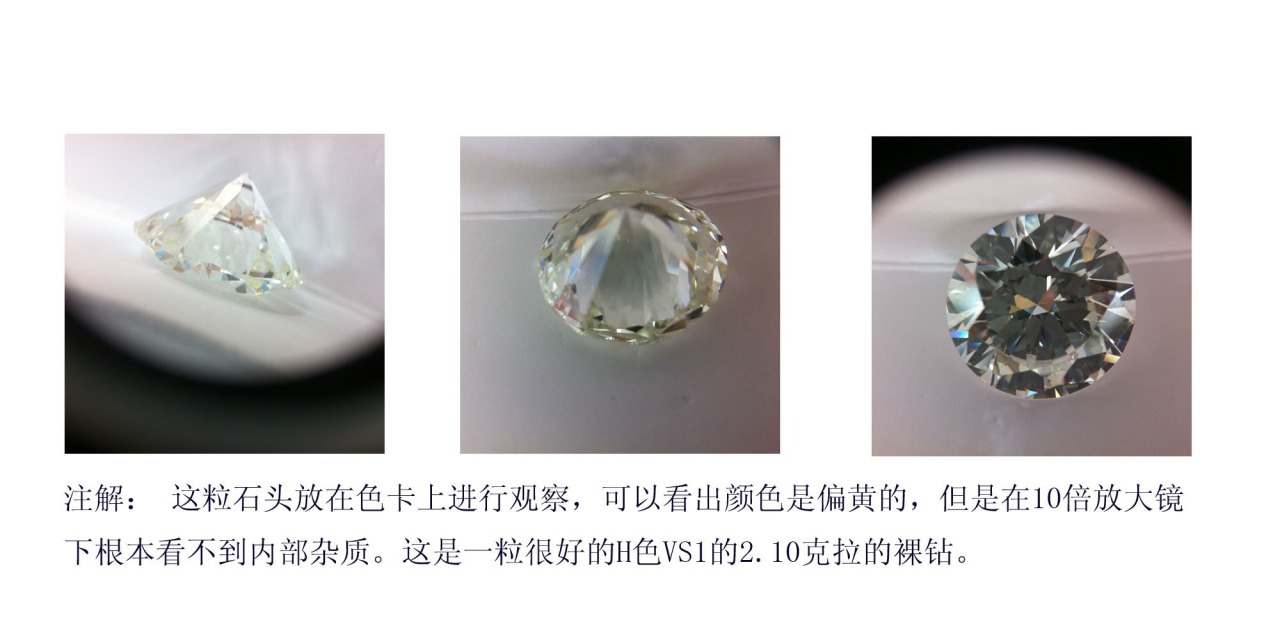 注解： 这粒石头放在色卡上进行观察，可以看出颜色是偏黄的，但是在10倍放大镜
下根本看不到内部杂质。这是一粒很好的H色VS1的2.10克拉的裸钻。